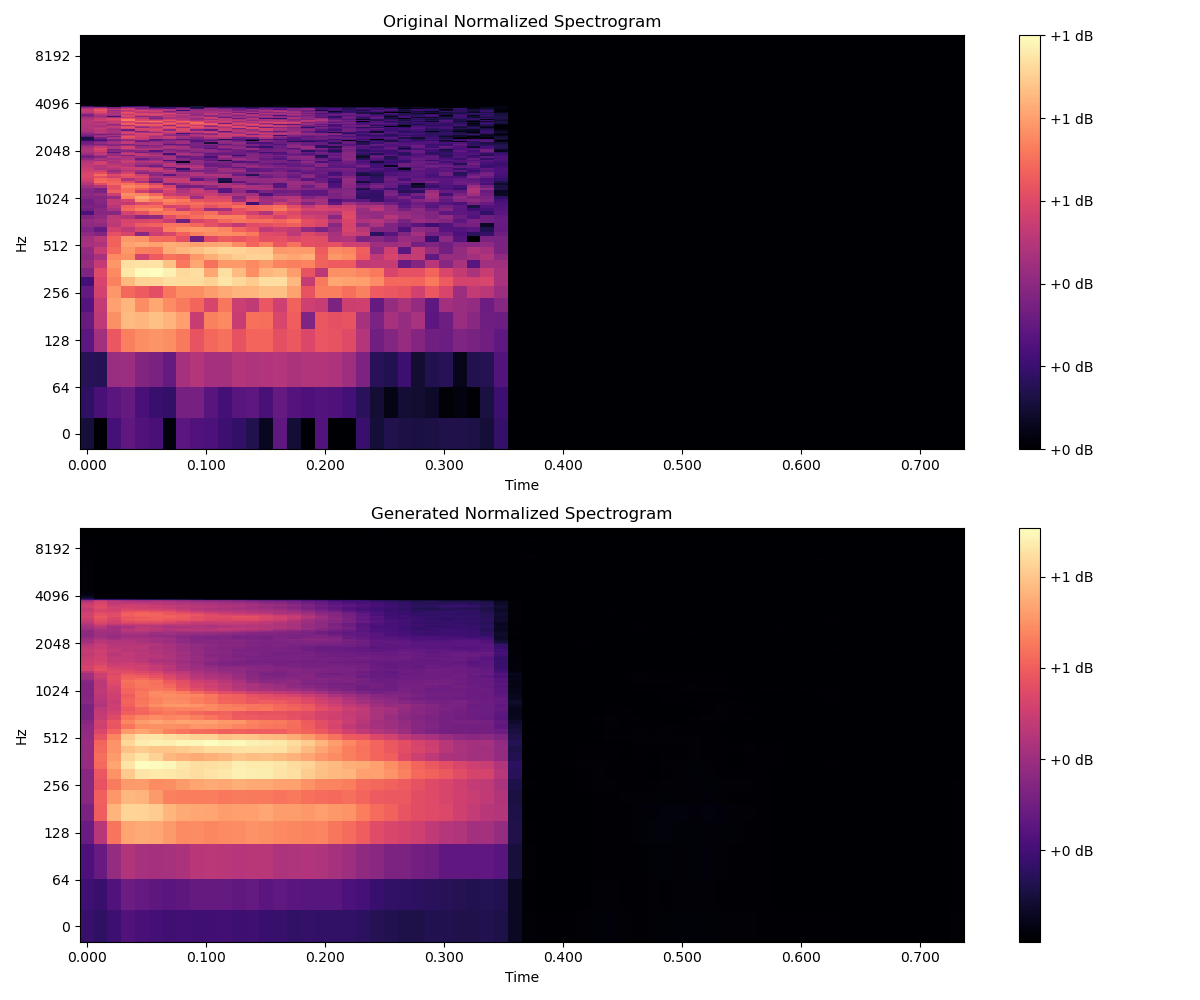 Original Normalized Spectrogram
8192
4096
2048
1024
512
256
128
64
0
Hz
0.000 0.100 0.200 0.300 0.400 0.500 0.600 0.700
Time
+1 dB
+1 dB
+1 dB
+0 dB
+0 dB
+0 dB
Generated Normalized Spectrogram
8192
4096
2048
1024
512
256
128
64
0
Hz
0.000 0.100 0.200 0.300 0.400 0.500 0.600 0.700
Time
+1 dB
+1 dB
+0 dB
+0 dB